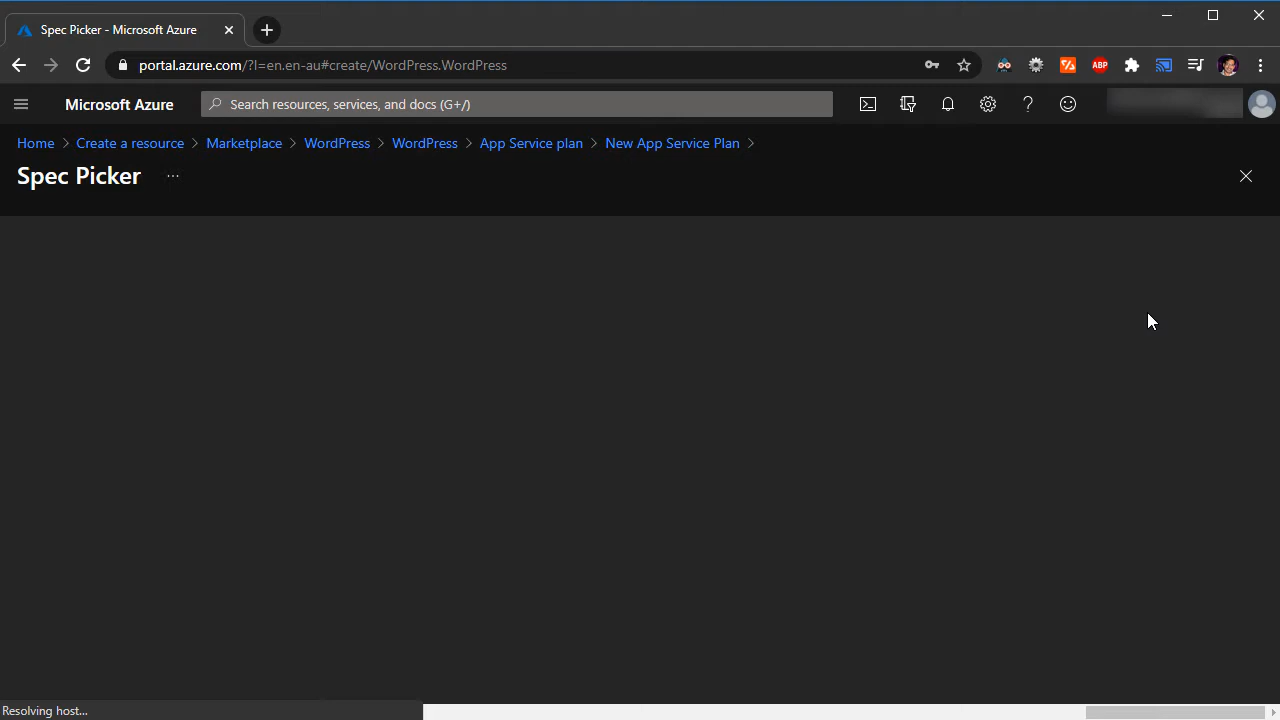 Spec Picker - Microsoft Azure
portal.azure.com/?l=en.en-au#create/WordPress.WordPress
ABP
Microsoft Azure
Search resources, services, and docs (G+/)
Home
Create a resource
Marketplace
WordPress
WordPress
App Service plan
New App Service Plan
Spec Picker
...
Resolving host...